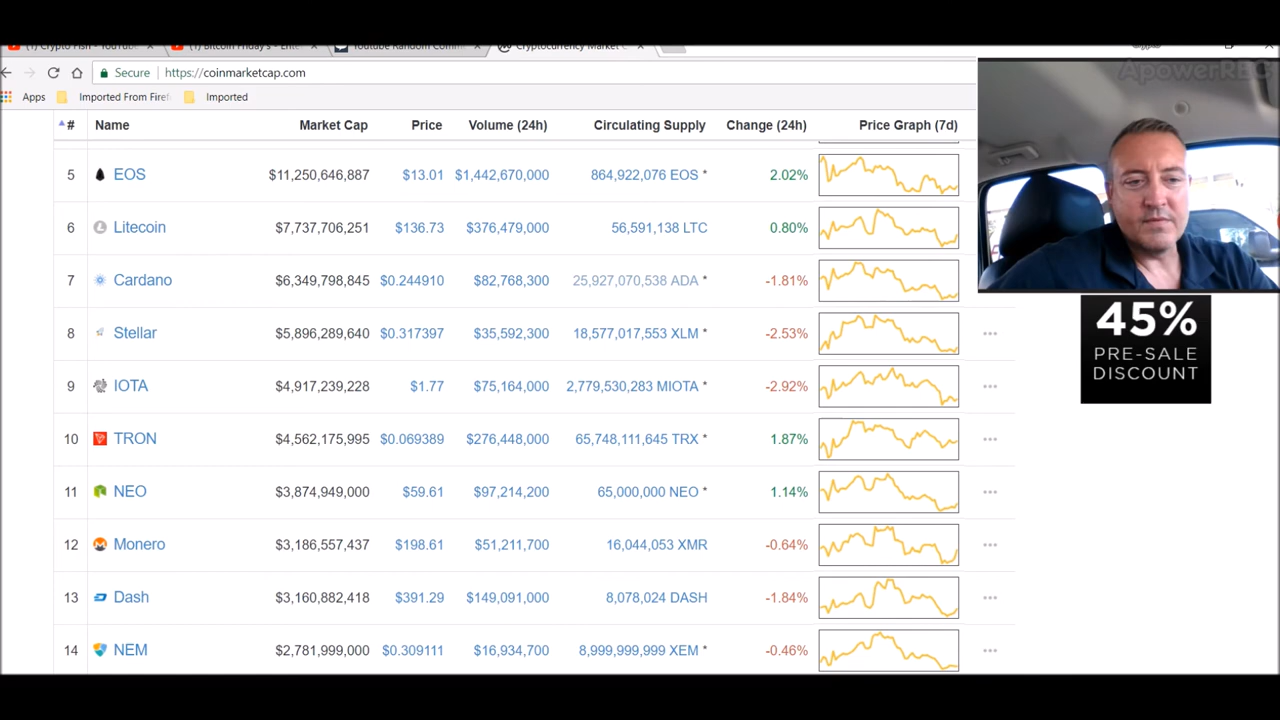 Secure https://coinmarketcap.com
Apps Imported From Firef Imported
# Name Market Cap Price Volume (24h) Circulating Supply Change (24h) Price Graph (7d)
5 EOS $11,250,646,887 $13.01 $1,442,670,000 864,922,076 EOS * 2.02%
6 Litecoin $7,737,706,251 $136.73 $376,479,000 56,591,138 LTC 0.80%
7 Cardano $6,349,798,845 $0.244910 $82,768,300 25,927,070,538 ADA * -1.81%
8 Stellar $5,896,289,640 $0.317397 $35,592,300 18,577,017,553 XLM * -2.53%
9 IOTA $4,917,239,228 $1.77 $75,164,000 2,779,530,283 MIOTA * -2.92%
10 TRON $4,562,175,995 $0.069389 $276,448,000 65,748,111,645 TRX * 1.87%
11 NEO $3,874,949,000 $59.61 $97,214,200 65,000,000 NEO * 1.14%
12 Monero $3,186,557,437 $198.61 $51,211,700 16,044,053 XMR -0.64%
13 Dash $3,160,882,418 $391.29 $149,091,000 8,078,024 DASH -1.84%
14 NEM $2,781,999,000 $0.309111 $16,934,700 8,999,999,999 XEM * -0.46%
ApowerREC
45%
PRE-SALE
DISCOUNT